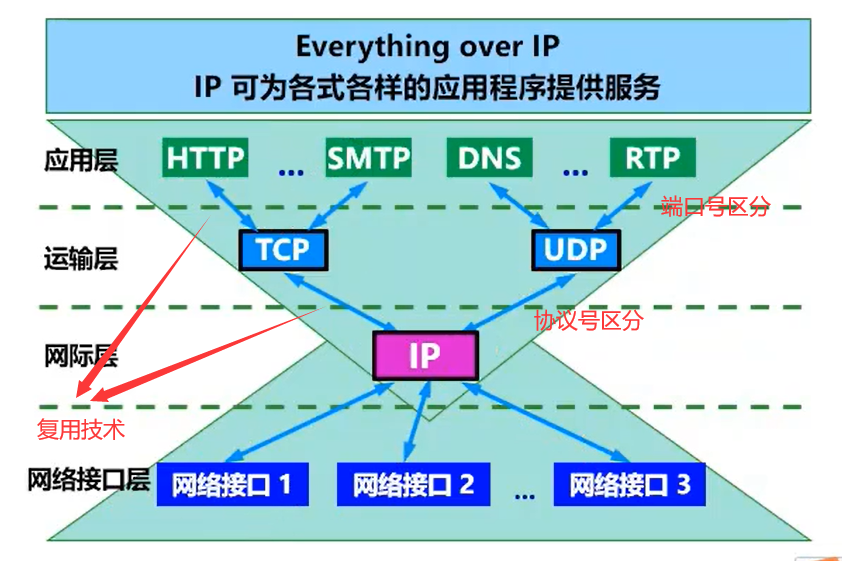 Everything over IP
IP 可为各式各样的应用程序提供服务
应用层 HTTP ... SMTP DNS ... RTP
端口号区分
运输层 TCP UDP
协议号区分
网际层 IP
复用技术
网络接口层 网络接口 1 网络接口 2 ... 网络接口 3